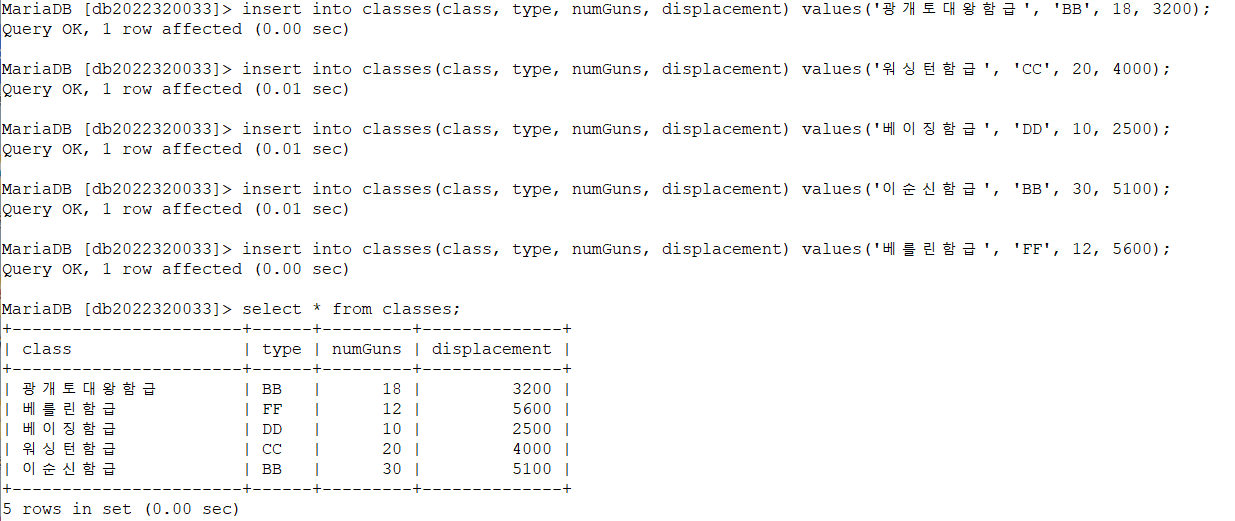 MariaDB [db2022320033]> insert into classes(class, type, numGuns, displacement) values('광개토대왕함급', 'BB', 18, 3200);
Query OK, 1 row affected (0.00 sec)
MariaDB [db2022320033]> insert into classes(class, type, numGuns, displacement) values('워싱턴함급', 'CC', 20, 4000);
Query OK, 1 row affected (0.01 sec)
MariaDB [db2022320033]> insert into classes(class, type, numGuns, displacement) values('베이징함급', 'DD', 10, 2500);
Query OK, 1 row affected (0.01 sec)
MariaDB [db2022320033]> insert into classes(class, type, numGuns, displacement) values('이순신함급', 'BB', 30, 5100);
Query OK, 1 row affected (0.01 sec)
MariaDB [db2022320033]> insert into classes(class, type, numGuns, displacement) values('베를린함급', 'FF', 12, 5600);
Query OK, 1 row affected (0.00 sec)
MariaDB [db2022320033]> select * from classes;
+-----------------------+------+---------+--------------+
| class                 | type | numGuns | displacement |
+-----------------------+------+---------+--------------+
| 광개토대왕함급 | BB   |      18 |         3200 |
| 베를린함급 | FF   |      12 |         5600 |
| 베이징함급 | DD   |      10 |         2500 |
| 워싱턴함급 | CC   |      20 |         4000 |
| 이순신함급 | BB   |      30 |         5100 |
+-----------------------+------+---------+--------------+
5 rows in set (0.00 sec)